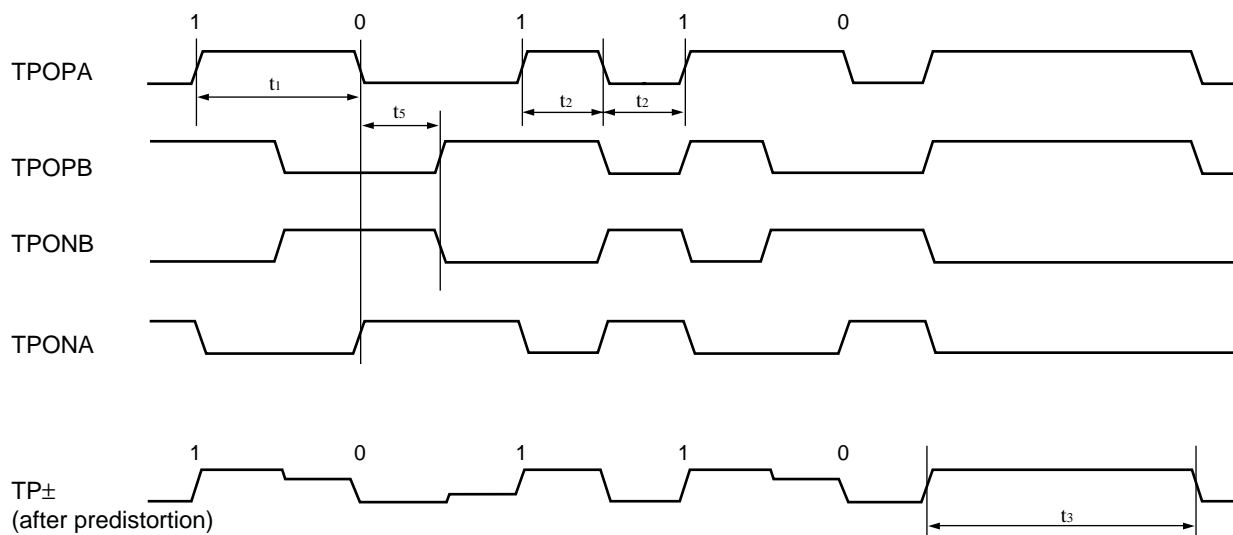 1 0 1 1 0
TPOPA
t1 t2 t2
t5
TPOPB
TPONB
TPONA
1 0 1 1 0
TP±
(after predistortion)
t3